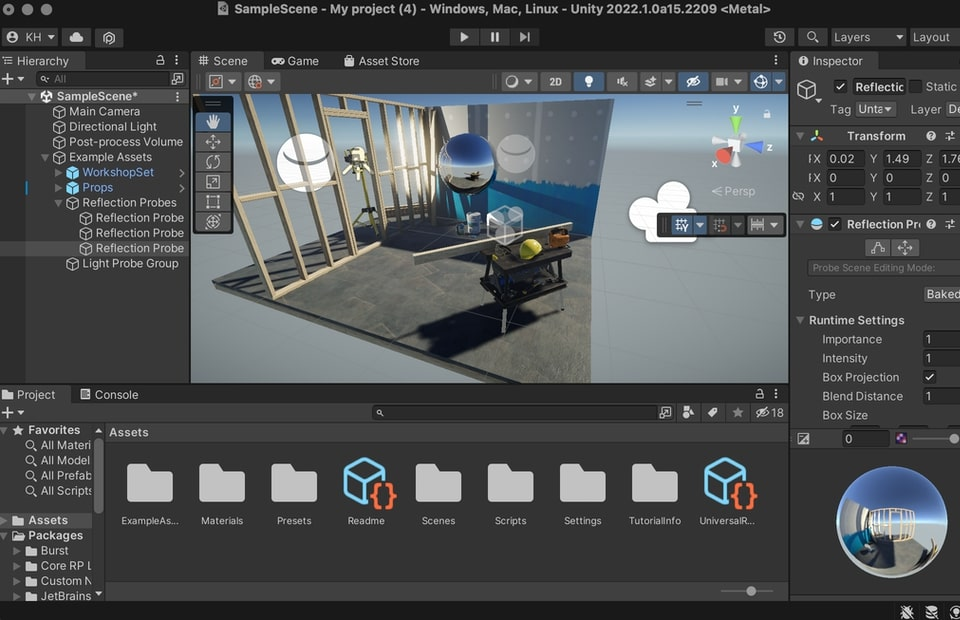 SampleScene - My project (4) - Windows, Mac, Linux - Unity 2022.1.0a15.2209 <Metal>
KH
Layers
Layout
Hierarchy
All
SampleScene*
Main Camera
Directional Light
Post-process Volume
Example Assets
WorkshopSet
Props
Reflection Probes
Reflection Probe
Reflection Probe
Reflection Probe
Light Probe Group
Scene
Game
Asset Store
2D
y
z
x
Persp
Inspector
Reflectic
Static
Tag Unta
Layer De
Transform
X 0.02 Y 1.49 Z 1.76
X 0 Y 0 Z 0
X 1 Y 1 Z 1
Reflection Pr
Probe Scene Editing Mode:
Type Baked
Runtime Settings
Importance 1
Intensity 1
Box Projection
Blend Distance 1
Box Size
0
Project
Console
18
Favorites
All Materi
All Model
All Prefab
All Scripts
Assets
Packages
Burst
Core RP L
Custom N
JetBrains
Assets
ExampleAs...
Materials
Presets
Readme
Scenes
Scripts
Settings
TutorialInfo
UniversalR...